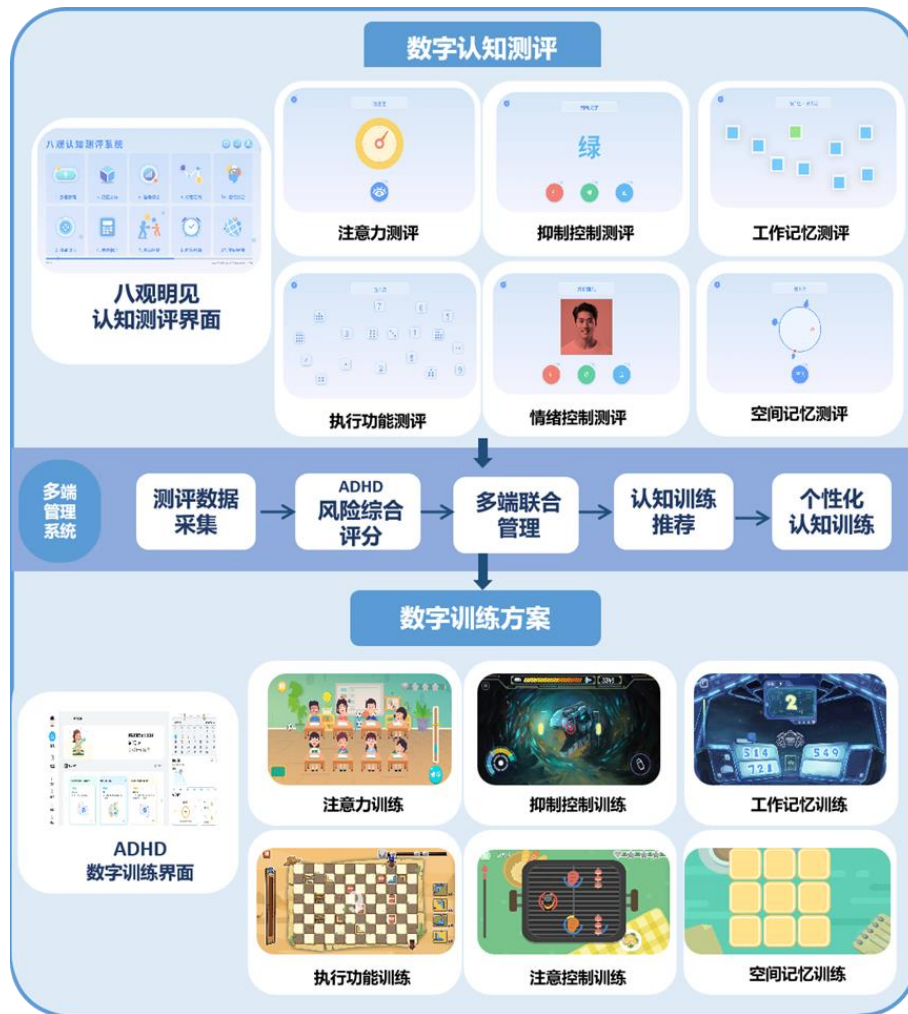 数字认知测评
八观认知测评系统
绿
注意力测评
抑制控制测评
工作记忆测评
八观明见
认知测评界面
执行功能测评
情绪控制测评
空间记忆测评
多端
管理
系统
测评数据
采集
ADHD
风险综合
评分
多端联合
管理
认知训练
推荐
个性化
认知训练
数字训练方案
2
514
549
721
注意力训练
抑制控制训练
工作记忆训练
ADHD
数字训练界面
执行功能训练
注意控制训练
空间记忆训练